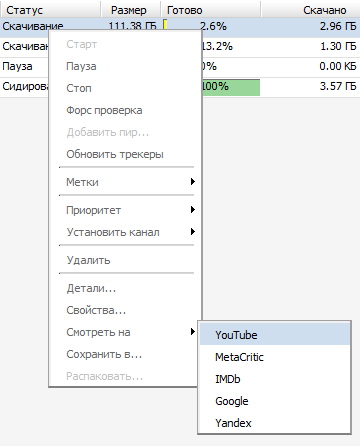 Статус Размер Готово Скачано
Скачивание 111.38 ГБ 2.6% 2.96 ГБ
Скачиван 13.2% 1.30 ГБ
Пауза 0% 0.00 КБ
Сидирова 100% 3.57 ГБ
Старт
Пауза
Стоп
Форс проверка
Добавить пир...
Обновить трекеры
Метки
Приоритет
Установить канал
Удалить
Детали...
Свойства...
Смотреть на
Сохранить в...
Распаковать...
YouTube
MetaCritic
IMDb
Google
Yandex